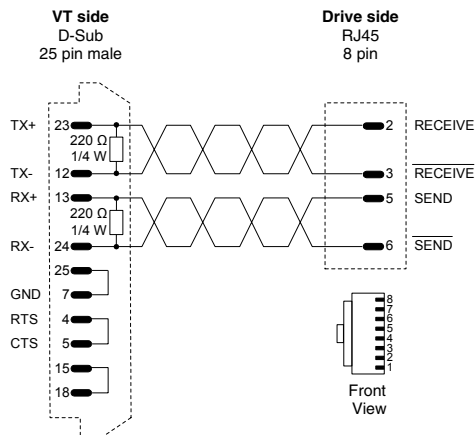 VT side
D-Sub
25 pin male
Drive side
RJ45
8 pin
TX+ 23
220 Ω
1/4 W
2 RECEIVE
TX- 12
3 RECEIVE
RX+ 13
220 Ω
1/4 W
5 SEND
RX- 24
6 SEND
25
GND 7
RTS 4
CTS 5
15
18
8
7
6
5
4
3
2
1
Front
View